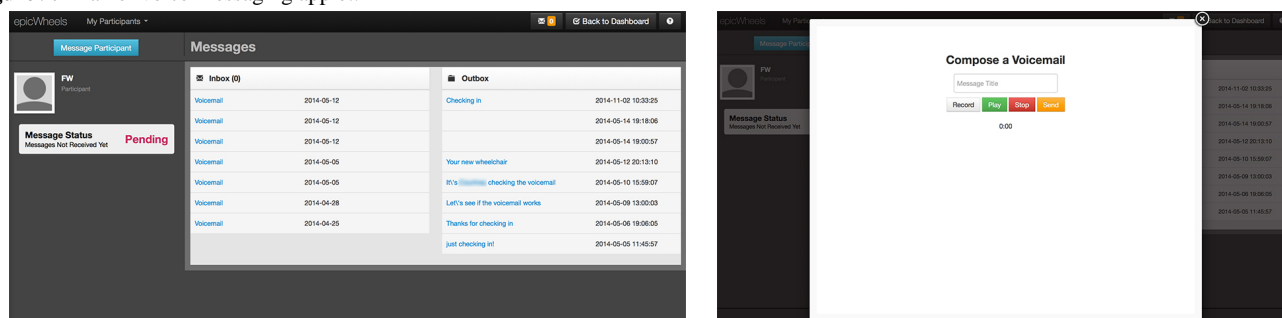 epicWheels My Participants
0 Back to Dashboard
Message Participant
Messages
FW
Participant
Message Status
Messages Not Received Yet
Pending
Inbox (0)
Voicemail 2014-05-12
Voicemail 2014-05-12
Voicemail 2014-05-12
Voicemail 2014-05-05
Voicemail 2014-05-05
Voicemail 2014-04-28
Voicemail 2014-04-25
Outbox
Checking in 2014-11-02 10:33:25
2014-05-14 19:18:06
2014-05-14 19:00:57
Your new wheelchair 2014-05-12 20:13:10
It\'s checking the voicemail 2014-05-10 15:59:07
Let\'s see if the voicemail works 2014-05-09 13:00:03
Thanks for checking in 2014-05-06 19:06:05
just checking in! 2014-05-05 11:45:57
epicWheels My Parti
ack to Dashboard
Message Partic
FW
Participant
Message Status
Messages Not Received Yet
Compose a Voicemail
Message Title
Record Play Stop Send
0:00
2014-11-02 10:33:25
2014-05-14 19:18:06
2014-05-14 19:00:57
2014-05-12 20:13:10
2014-05-10 15:59:07
2014-05-09 13:00:03
2014-05-06 19:06:05
2014-05-05 11:45:57